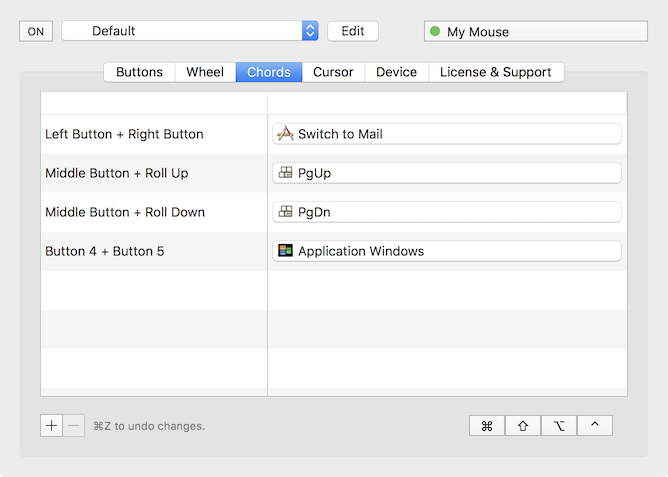 ON Default Edit My Mouse
Buttons Wheel Chords Cursor Device License & Support
Left Button + Right Button Switch to Mail
Middle Button + Roll Up PgUp
Middle Button + Roll Down PgDn
Button 4 + Button 5 Application Windows
+ − ⌘Z to undo changes. ⌘ ⇧ ⌥ ^